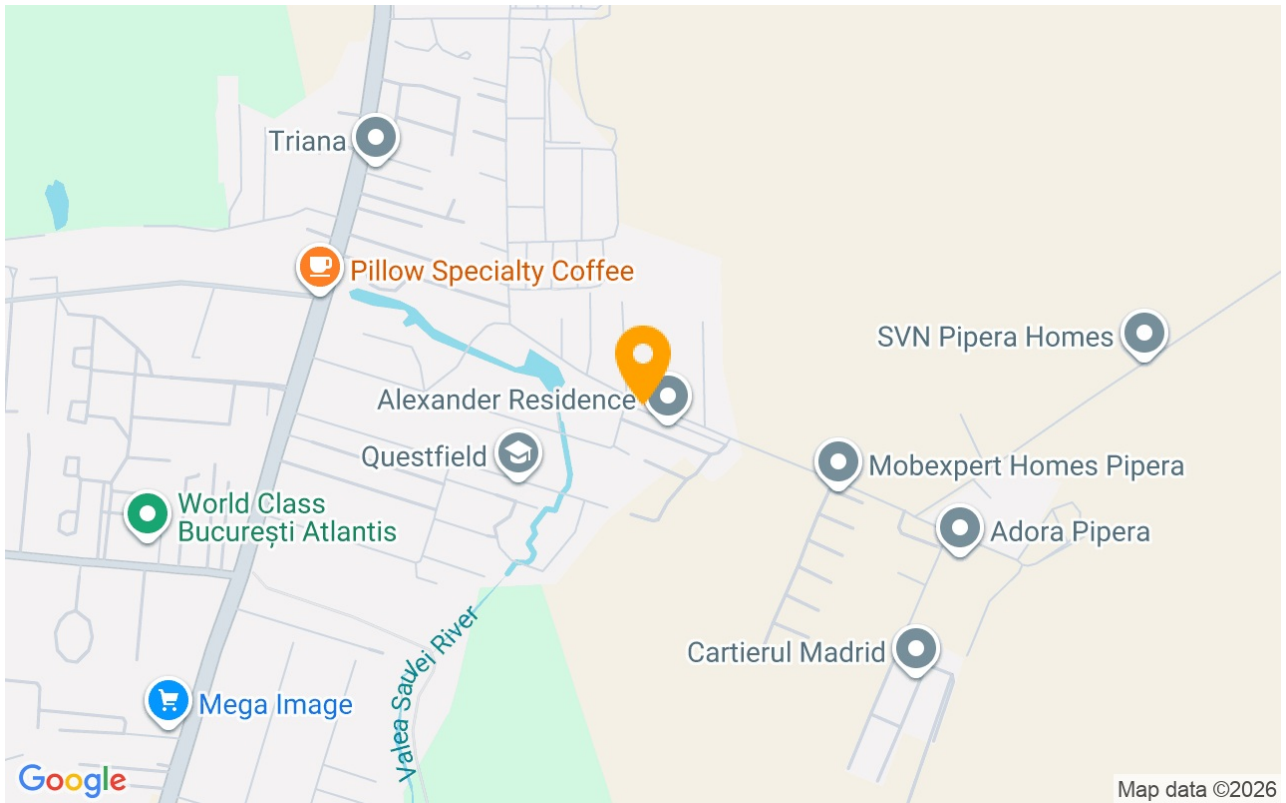 Triana
Pillow Specialty Coffee
SVN Pipera Homes
Alexander Residence
Questfield
Mobexpert Homes Pipera
World Class
București Atlantis
Adora Pipera
Valea Saulei River
Cartierul Madrid
Mega Image
Google
Map data ©2026